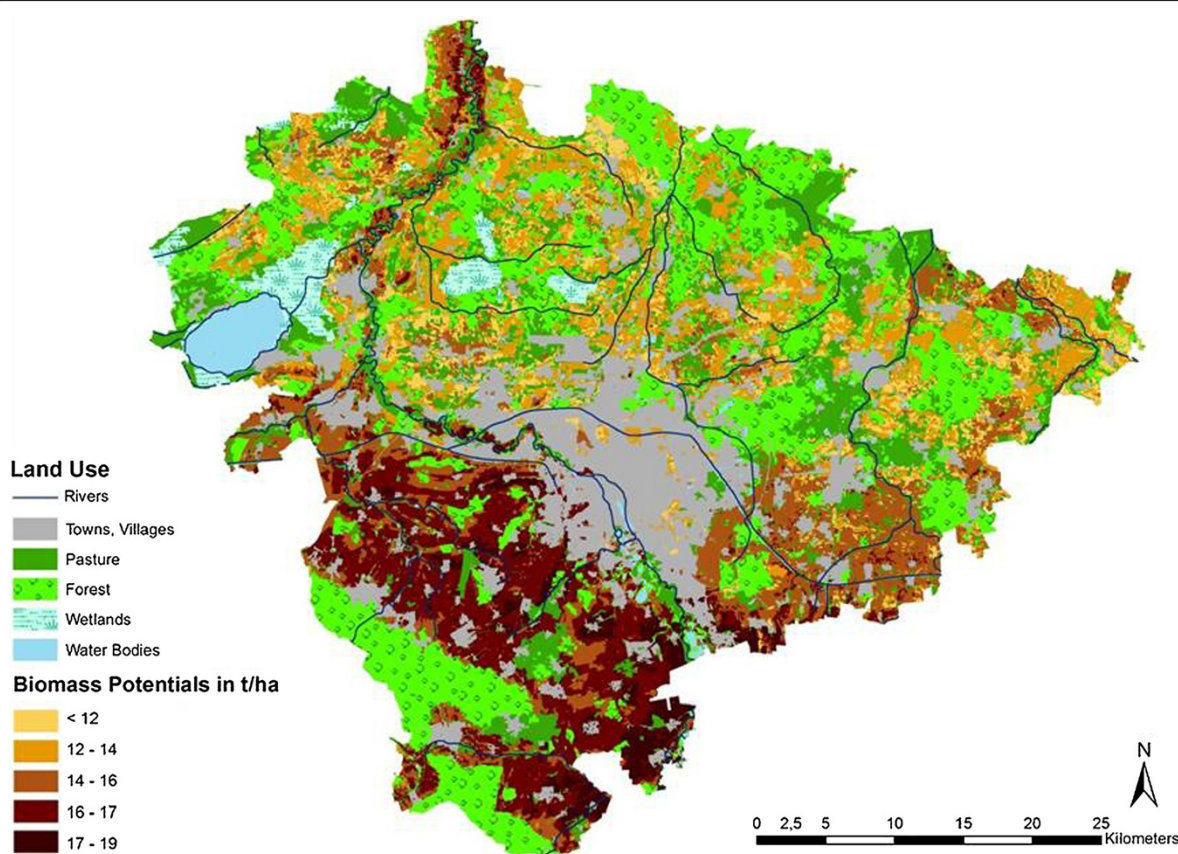 Land Use
Rivers
Towns, Villages
Pasture
Forest
Wetlands
Water Bodies
Biomass Potentials in t/ha
< 12
12 - 14
14 - 16
16 - 17
17 - 19
N
0 2,5 5 10 15 20 25
Kilometers